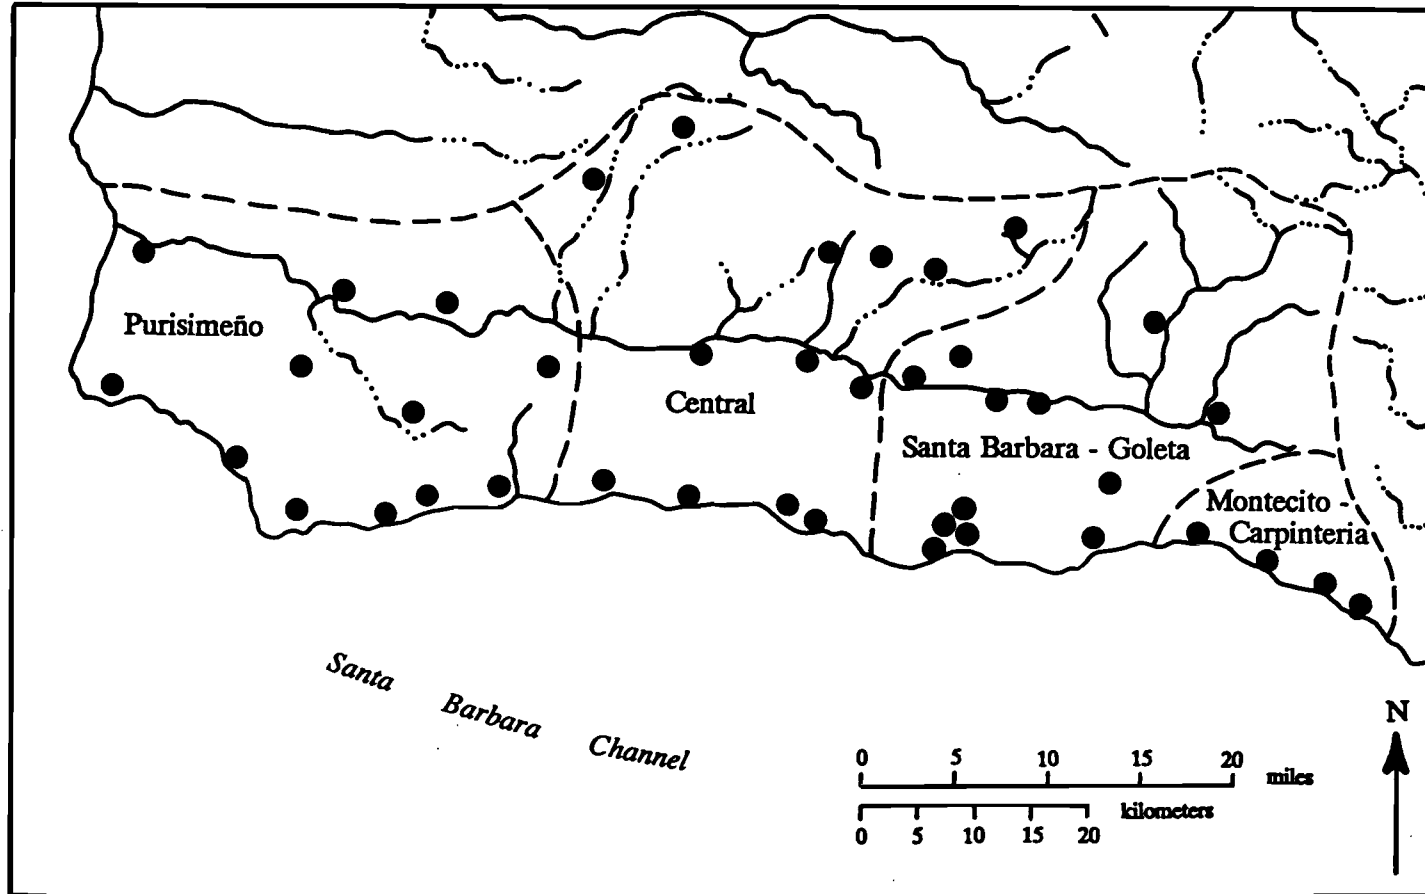 Purisimeño
Central
Santa Barbara - Goleta
Montecito -
Carpinteria
Santa Barbara Channel
N
0 5 10 15 20 miles
kilometers
0 5 10 15 20